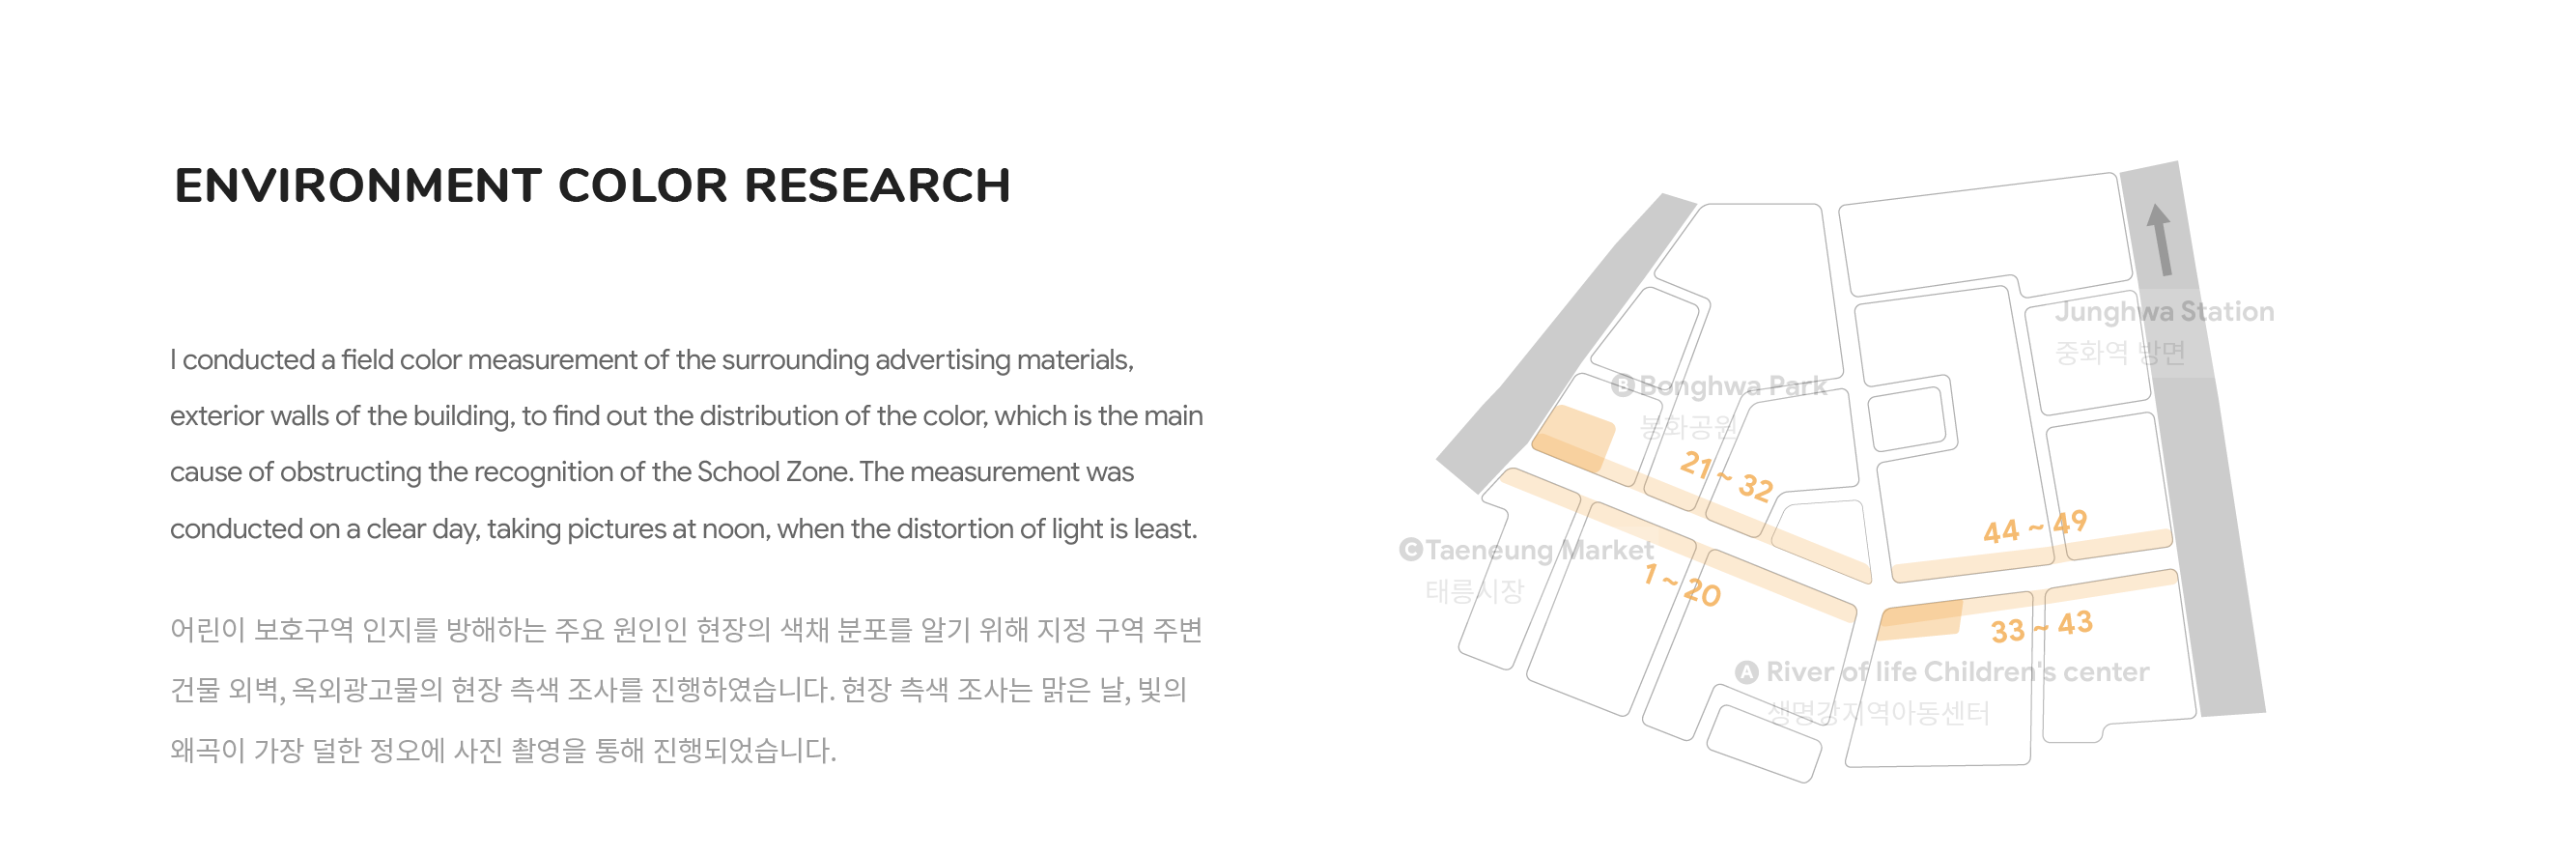 ENVIRONMENT COLOR RESEARCH
I conducted a field color measurement of the surrounding advertising materials,
exterior walls of the building, to find out the distribution of the color, which is the main
cause of obstructing the recognition of the School Zone. The measurement was
conducted on a clear day, taking pictures at noon, when the distortion of light is least.
어린이 보호구역 인지를 방해하는 주요 원인인 현장의 색채 분포를 알기 위해 지정 구역 주변
건물 외벽, 옥외광고물의 현장 측색 조사를 진행하였습니다. 현장 측색 조사는 맑은 날, 빛의
왜곡이 가장 덜한 정오에 사진 촬영을 통해 진행되었습니다.
Junghwa Station
중화역 방면
B Bonghwa Park
봉화공원
21 ~ 32
44 ~ 49
C Taeneung Market
태릉시장
1 ~ 20
33 ~ 43
A River of life Children's center
생명강지역아동센터